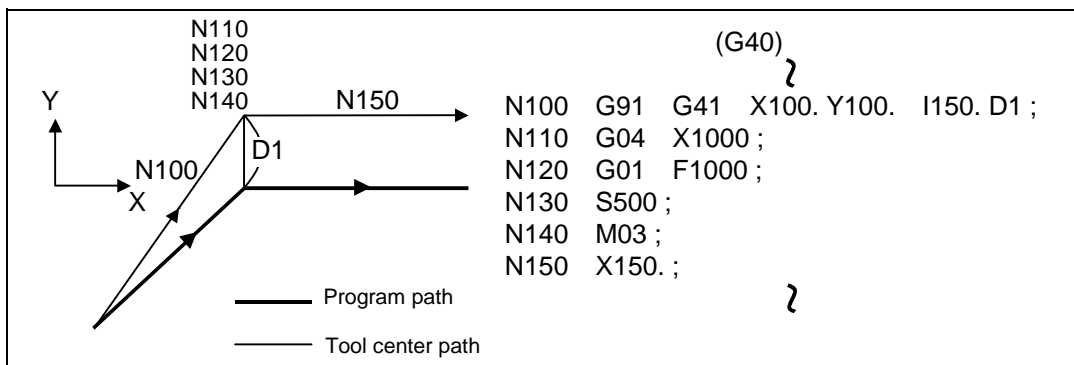 N110
N120
N130
N140
N150
Y
D1
N100
X
Program path
Tool center path
(G40)
N100 G91 G41 X100. Y100. I150. D1 ;
N110 G04 X1000 ;
N120 G01 F1000 ;
N130 S500 ;
N140 M03 ;
N150 X150. ;